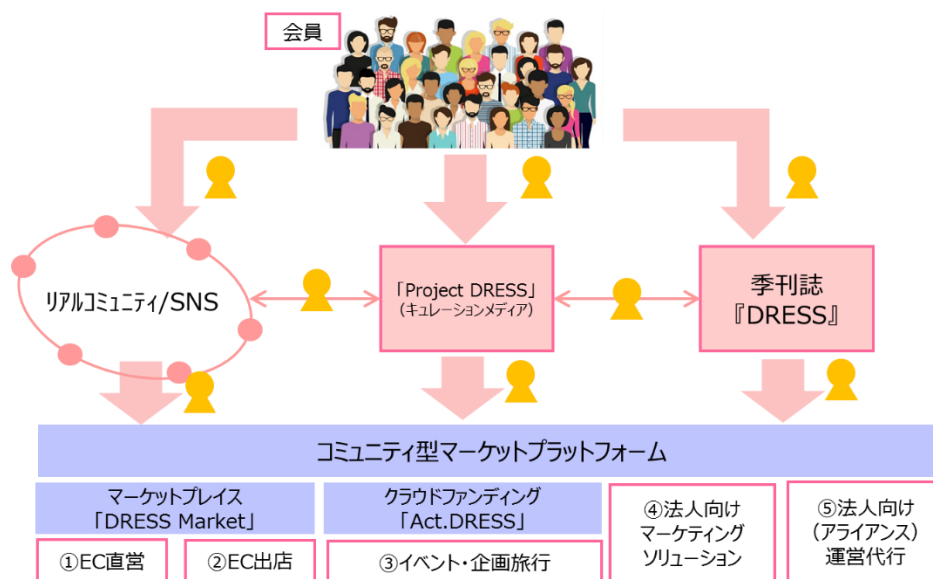 会員
リアルコミュニティ/SNS
「Project DRESS」
（キュレーションメディア）
季刊誌
『DRESS』
コミュニティ型マーケットプラットフォーム
マーケットプレイス
「DRESS Market」
クラウドファンディング
「Act.DRESS」
①EC直営
②EC出店
③イベント・企画旅行
④法人向け
マーケティング
ソリューション
⑤法人向け
（アライアンス）
運営代行